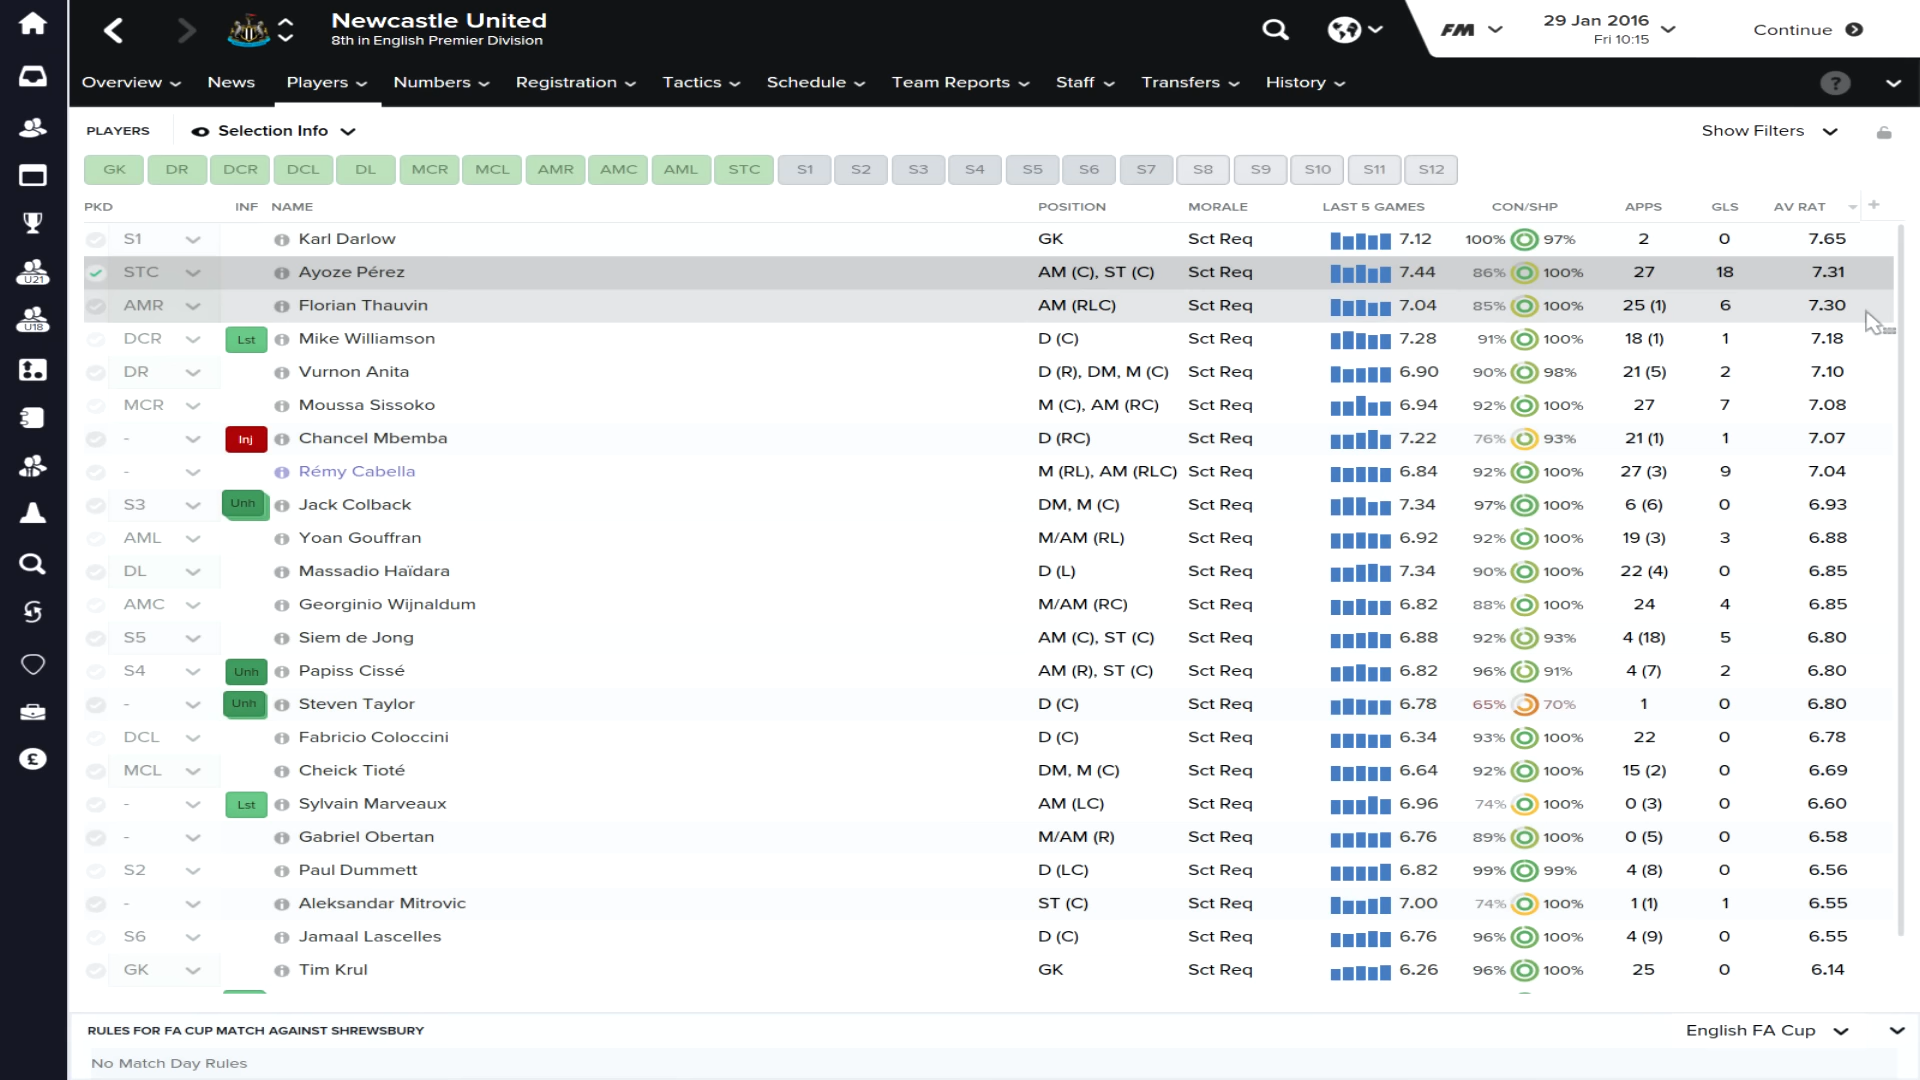 Newcastle United
8th in English Premier Division
FM
29 Jan 2016
Fri 10:15
Continue
Overview News Players Numbers Registration Tactics Schedule Team Reports Staff Transfers History ?
PLAYERS Selection Info Show Filters
GK DR DCR DCL DL MCR MCL AMR AMC AML STC S1 S2 S3 S4 S5 S6 S7 S8 S9 S10 S11 S12
PKD INF NAME POSITION MORALE LAST 5 GAMES CON/SHP APPS GLS AV RAT +
S1 Karl Darlow GK Sct Req 7.12 100% 97% 2 0 7.65
STC Ayoze Pérez AM (C), ST (C) Sct Req 7.44 86% 100% 27 18 7.31
AMR Florian Thauvin AM (RLC) Sct Req 7.04 85% 100% 25 (1) 6 7.30
DCR Lst Mike Williamson D (C) Sct Req 7.28 91% 100% 18 (1) 1 7.18
DR Vurnon Anita D (R), DM, M (C) Sct Req 6.90 90% 98% 21 (5) 2 7.10
MCR Moussa Sissoko M (C), AM (RC) Sct Req 6.94 92% 100% 27 7 7.08
- Inj Chancel Mbemba D (RC) Sct Req 7.22 76% 93% 21 (1) 1 7.07
- Rémy Cabella M (RL), AM (RLC) Sct Req 6.84 92% 100% 27 (3) 9 7.04
S3 Unh Jack Colback DM, M (C) Sct Req 7.34 97% 100% 6 (6) 0 6.93
AML Yoan Gouffran M/AM (RL) Sct Req 6.92 92% 100% 19 (3) 3 6.88
DL Massadio Haïdara D (L) Sct Req 7.34 90% 100% 22 (4) 0 6.85
AMC Georginio Wijnaldum M/AM (RC) Sct Req 6.82 88% 100% 24 4 6.85
S5 Siem de Jong AM (C), ST (C) Sct Req 6.88 92% 93% 4 (18) 5 6.80
S4 Unh Papiss Cissé AM (R), ST (C) Sct Req 6.82 96% 91% 4 (7) 2 6.80
- Unh Steven Taylor D (C) Sct Req 6.78 65% 70% 1 0 6.80
DCL Fabricio Coloccini D (C) Sct Req 6.34 93% 100% 22 0 6.78
MCL Cheick Tioté DM, M (C) Sct Req 6.64 92% 100% 15 (2) 0 6.69
- Lst Sylvain Marveaux AM (LC) Sct Req 6.96 74% 100% 0 (3) 0 6.60
- Gabriel Obertan M/AM (R) Sct Req 6.76 89% 100% 0 (5) 0 6.58
S2 Paul Dummett D (LC) Sct Req 6.82 99% 99% 4 (8) 0 6.56
- Aleksandar Mitrovic ST (C) Sct Req 7.00 74% 100% 1 (1) 1 6.55
S6 Jamaal Lascelles D (C) Sct Req 6.76 96% 100% 4 (9) 0 6.55
GK Tim Krul GK Sct Req 6.26 96% 100% 25 0 6.14
RULES FOR FA CUP MATCH AGAINST SHREWSBURY English FA Cup
No Match Day Rules
U21
U18
£